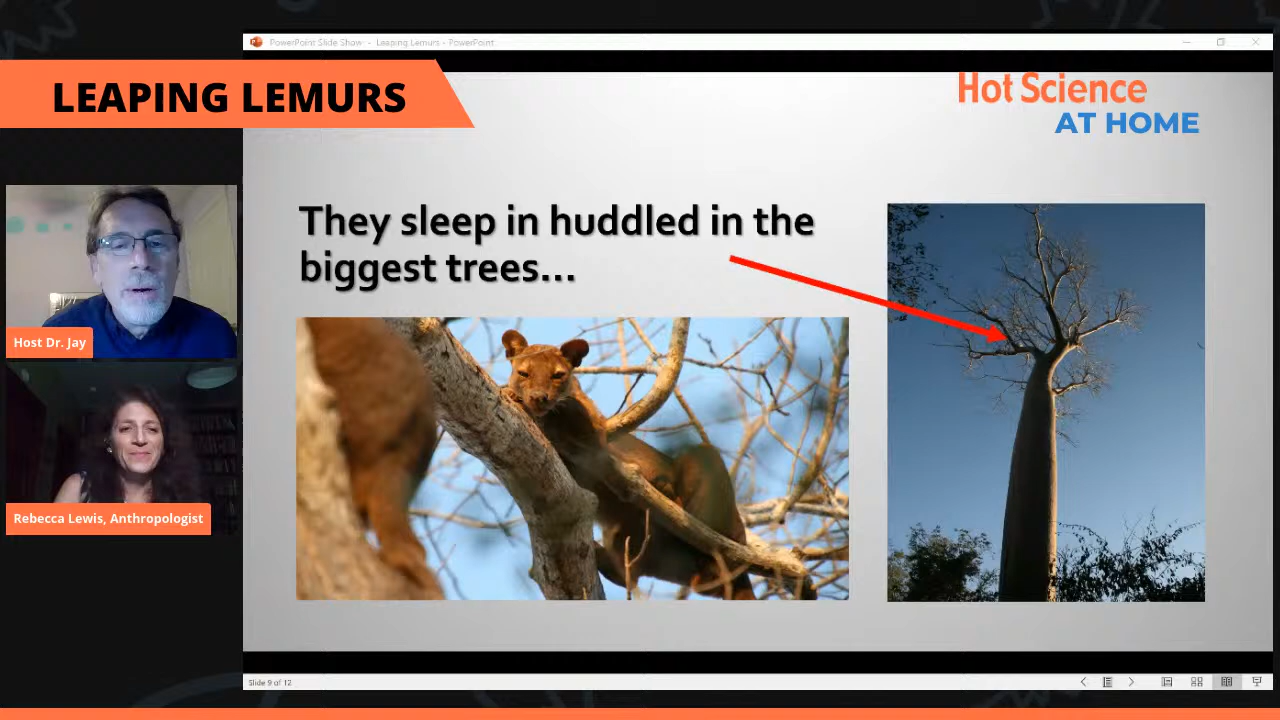 PowerPoint Slide Show - Leaping Lemurs - PowerPoint
LEAPING LEMURS
Hot Science
AT HOME
They sleep in huddled in the
biggest trees...
Host Dr. Jay
Rebecca Lewis, Anthropologist
Slide 9 of 12